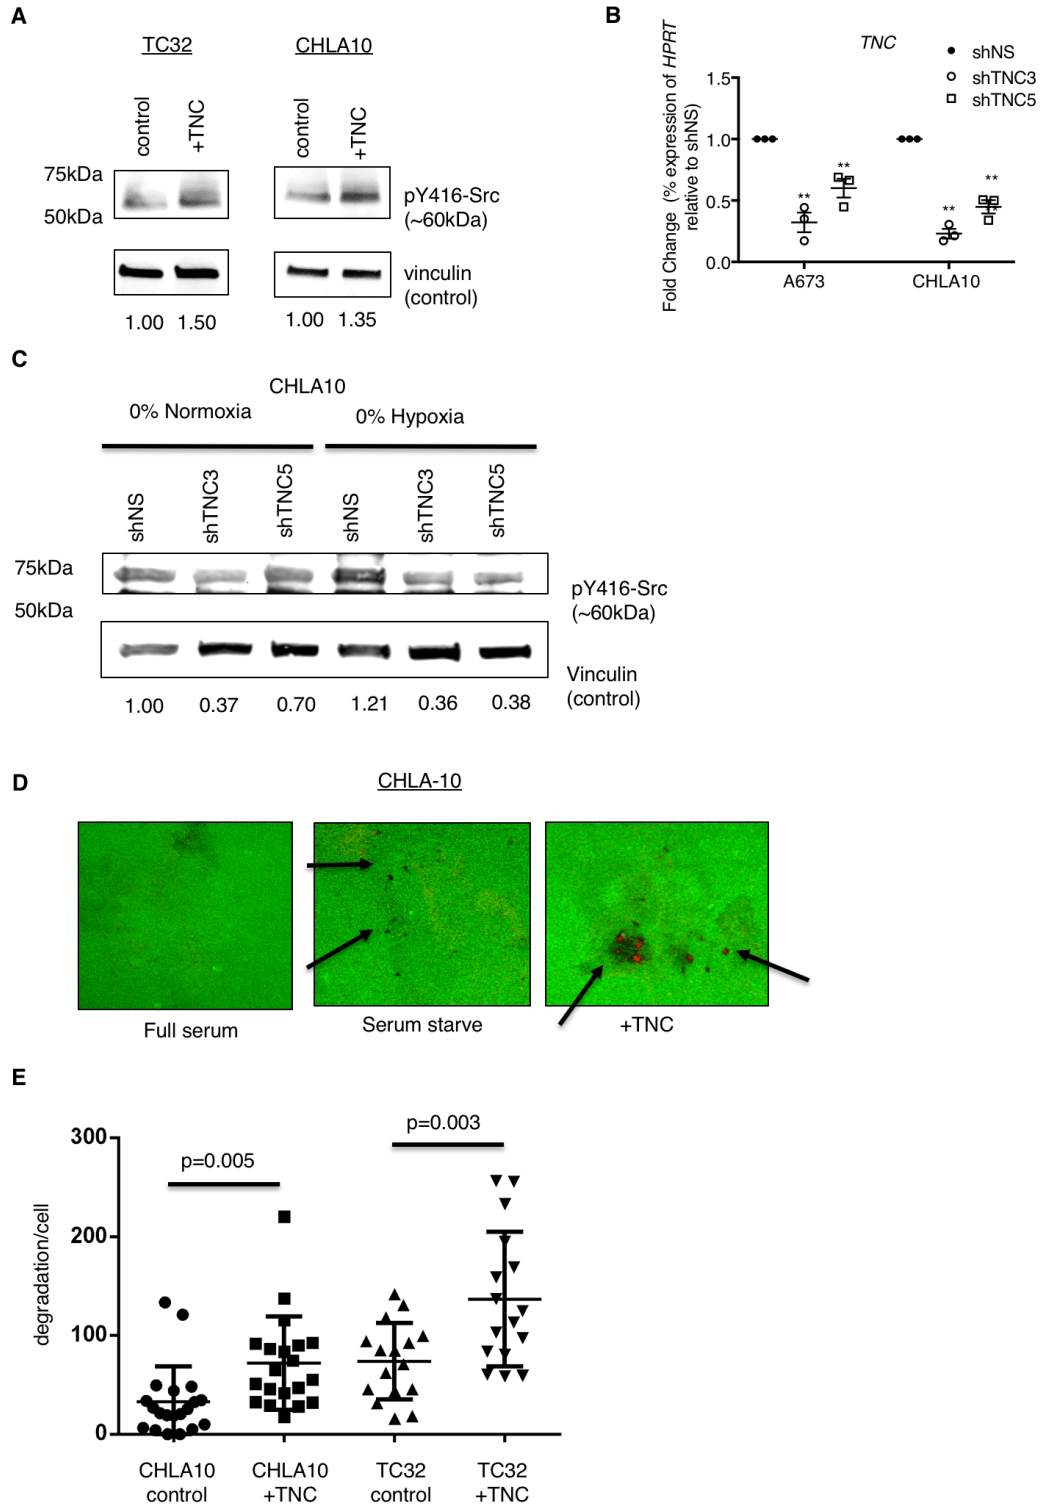 A
TC32 CHLA10
control +TNC control +TNC
75kDa
50kDa
pY416-Src
(~60kDa)
vinculin
(control)
1.00 1.50 1.00 1.35
B
TNC
shNS
shTNC3
shTNC5
Fold Change (% expression of HPRT
relative to shNS)
1.5
1.0
0.5
0.0
** ** ** **
A673 CHLA10
C
CHLA10
0% Normoxia 0% Hypoxia
shNS shTNC3 shTNC5 shNS shTNC3 shTNC5
75kDa
50kDa
pY416-Src
(~60kDa)
Vinculin
(control)
1.00 0.37 0.70 1.21 0.36 0.38
D
CHLA-10
Full serum Serum starve +TNC
E
degradation/cell
300
200
100
0
p=0.005
p=0.003
CHLA10 CHLA10 TC32 TC32
control +TNC control +TNC